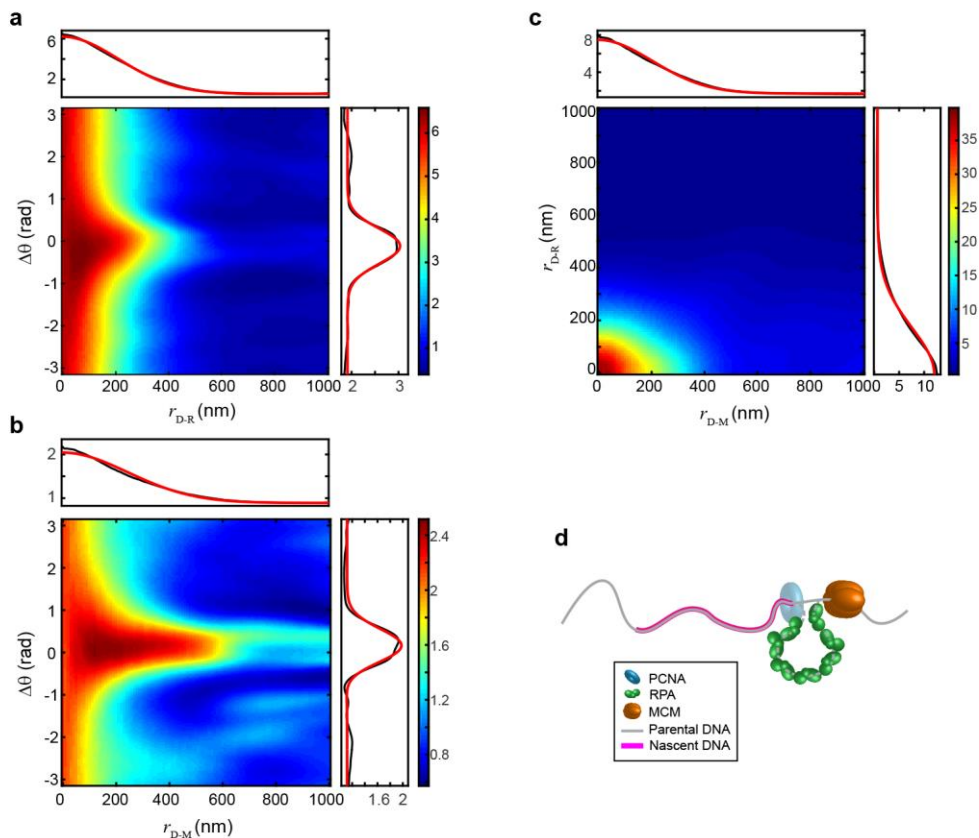 a
6
2
3
2
1
0
-1
-2
-3
Δθ (rad)
0 200 400 600 800 1000
r D-R (nm)
2 3
6
5
4
3
2
1
b
2
1
3
2
1
0
-1
-2
-3
Δθ (rad)
0 200 400 600 800 1000
r D-M (nm)
1.6 2
2.4
2
1.6
1.2
0.8
c
8
4
1000
800
600
400
200
0
r D-R (nm)
0 200 400 600 800 1000
r D-M (nm)
0 5 10
35
30
25
20
15
10
5
d
PCNA
RPA
MCM
Parental DNA
Nascent DNA